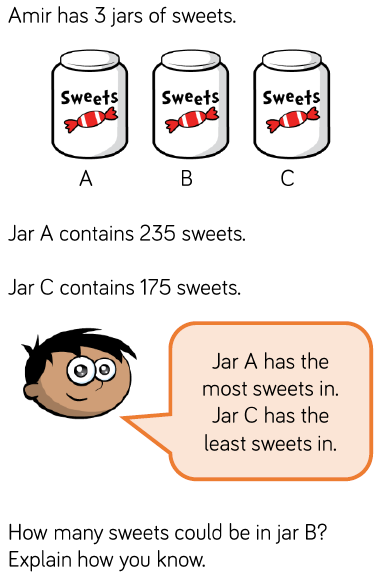 Amir has 3 jars of sweets.
Sweets Sweets Sweets
A B C
Jar A contains 235 sweets.
Jar C contains 175 sweets.
Jar A has the
most sweets in.
Jar C has the
least sweets in.
How many sweets could be in jar B?
Explain how you know.